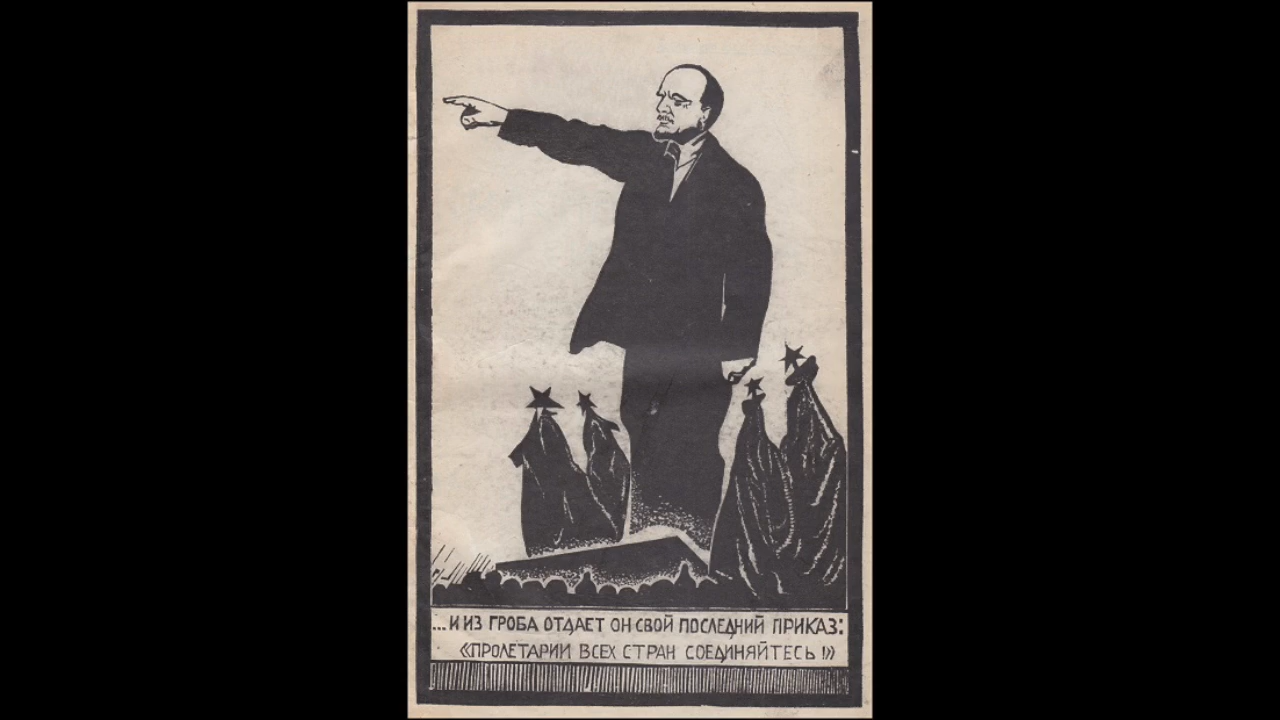 ...И ИЗ ГРОБА ОТДАЕТ ОН СВОЙ ПОСЛЕДНИЙ ПРИКАЗ:
«ПРОЛЕТАРИИ ВСЕХ СТРАН СОЕДИНЯЙТЕСЬ!»